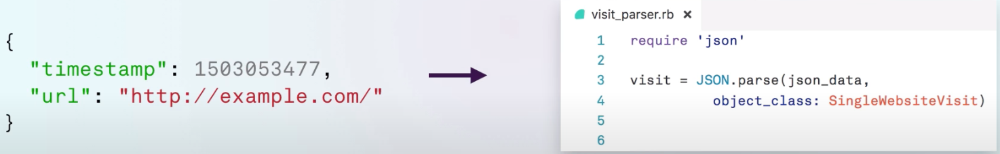 {
"timestamp": 1503053477,
"url": "http://example.com/"
}
visit_parser.rb ×
1 require 'json'
2
3 visit = JSON.parse(json_data,
4 object_class: SingleWebsiteVisit)
5
6